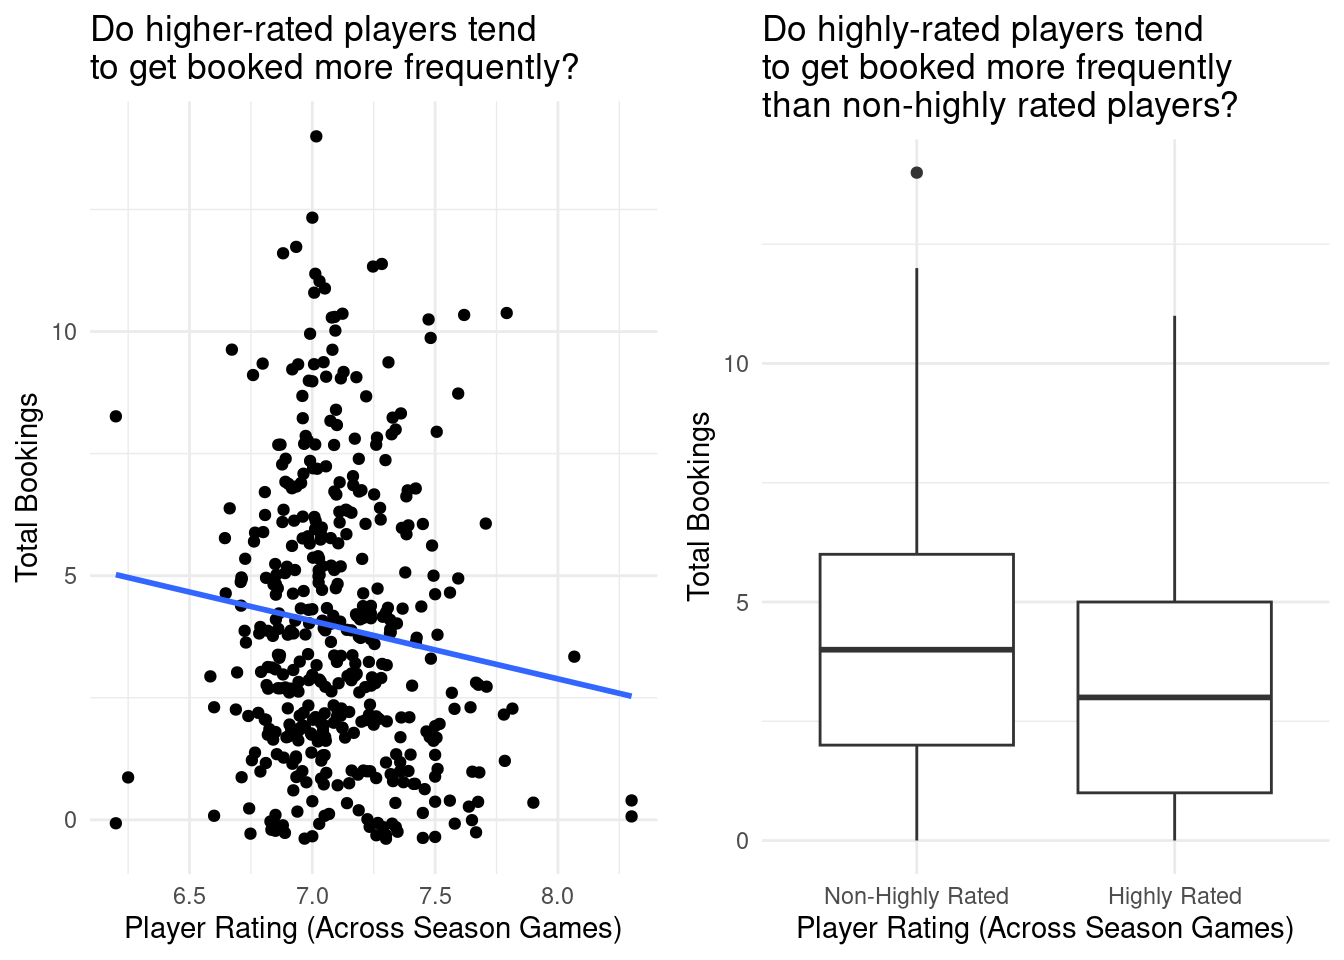 Do higher-rated players tend
to get booked more frequently?
Total Bookings
10
5
0
6.5
7.0
7.5
8.0
Player Rating (Across Season Games)
Do highly-rated players tend
to get booked more frequently
than non-highly rated players?
Total Bookings
10
5
0
Non-Highly Rated
Highly Rated
Player Rating (Across Season Games)